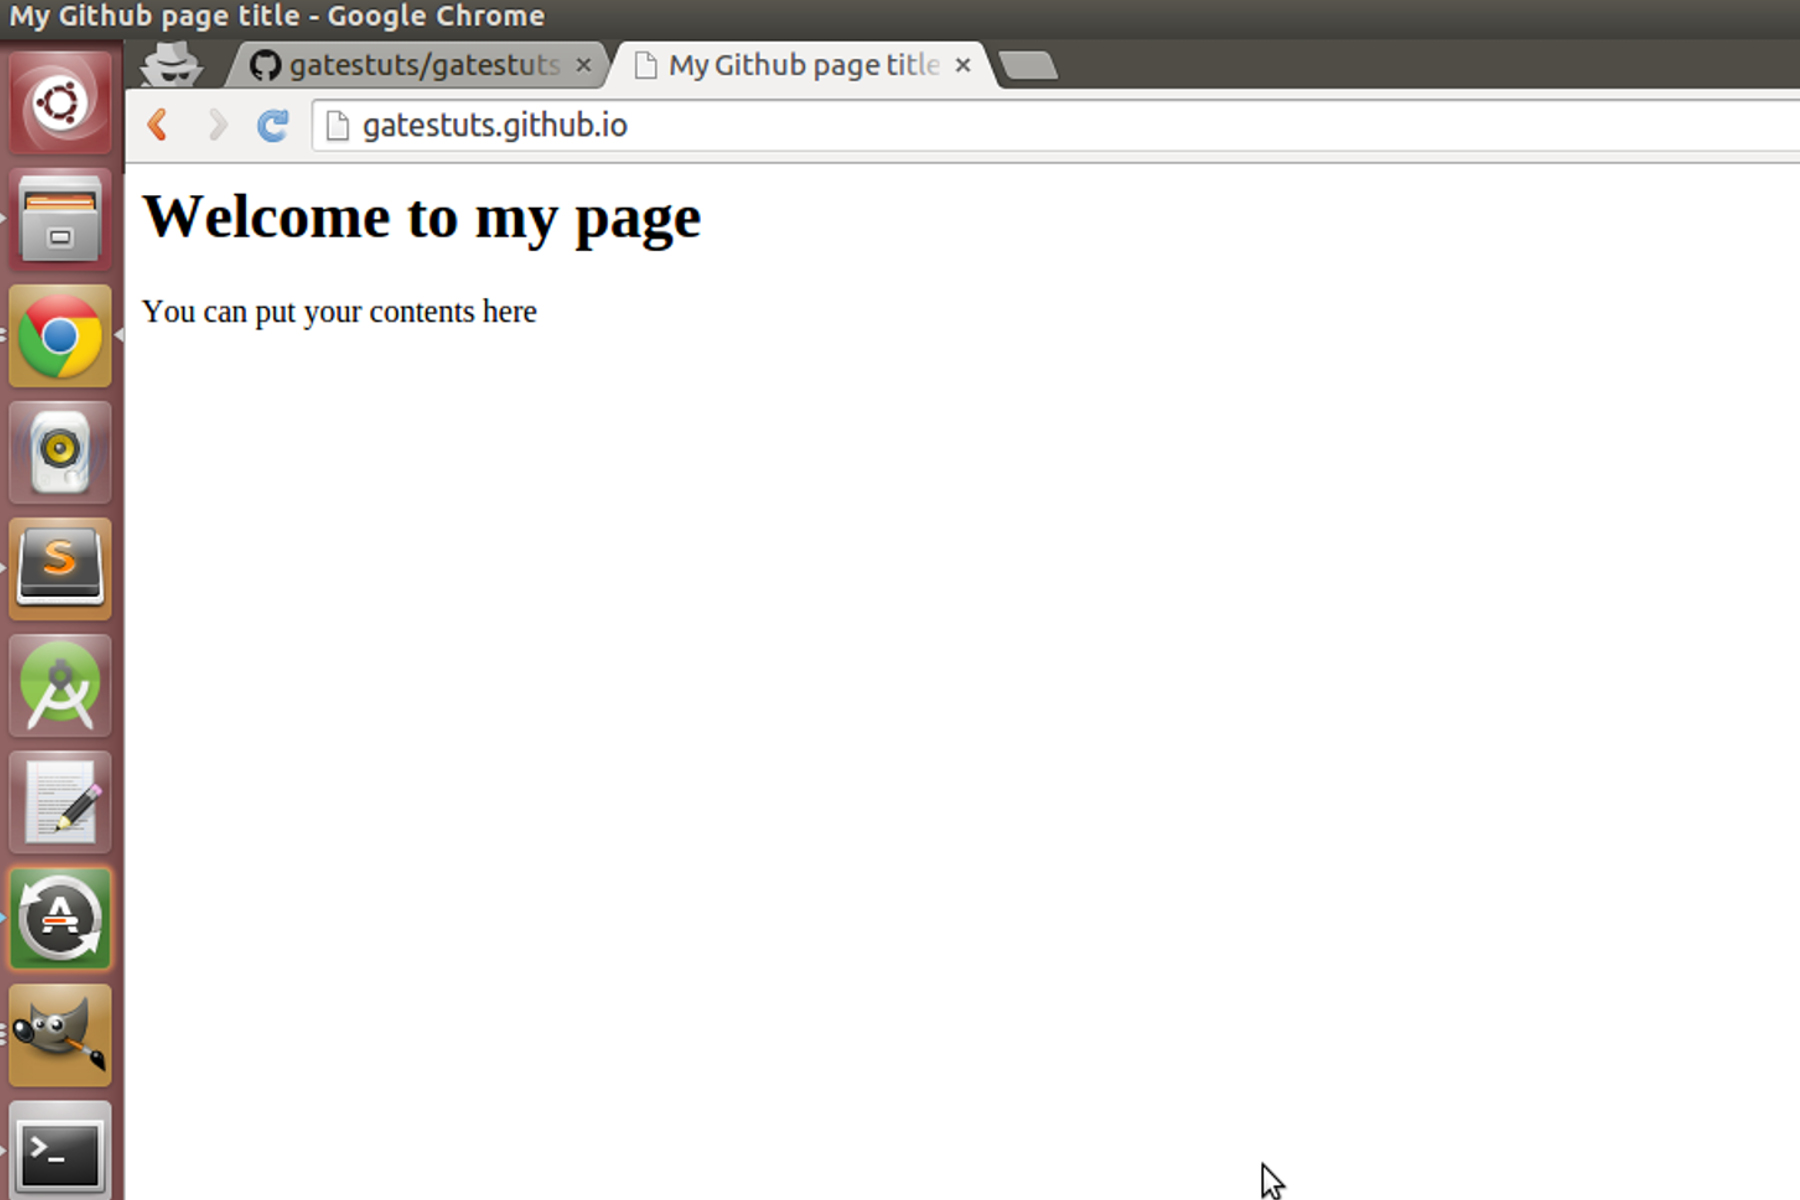 My Github page title - Google Chrome
gatestuts/gatestuts
My Github page title
gatestuts.github.io
Welcome to my page
You can put your contents here